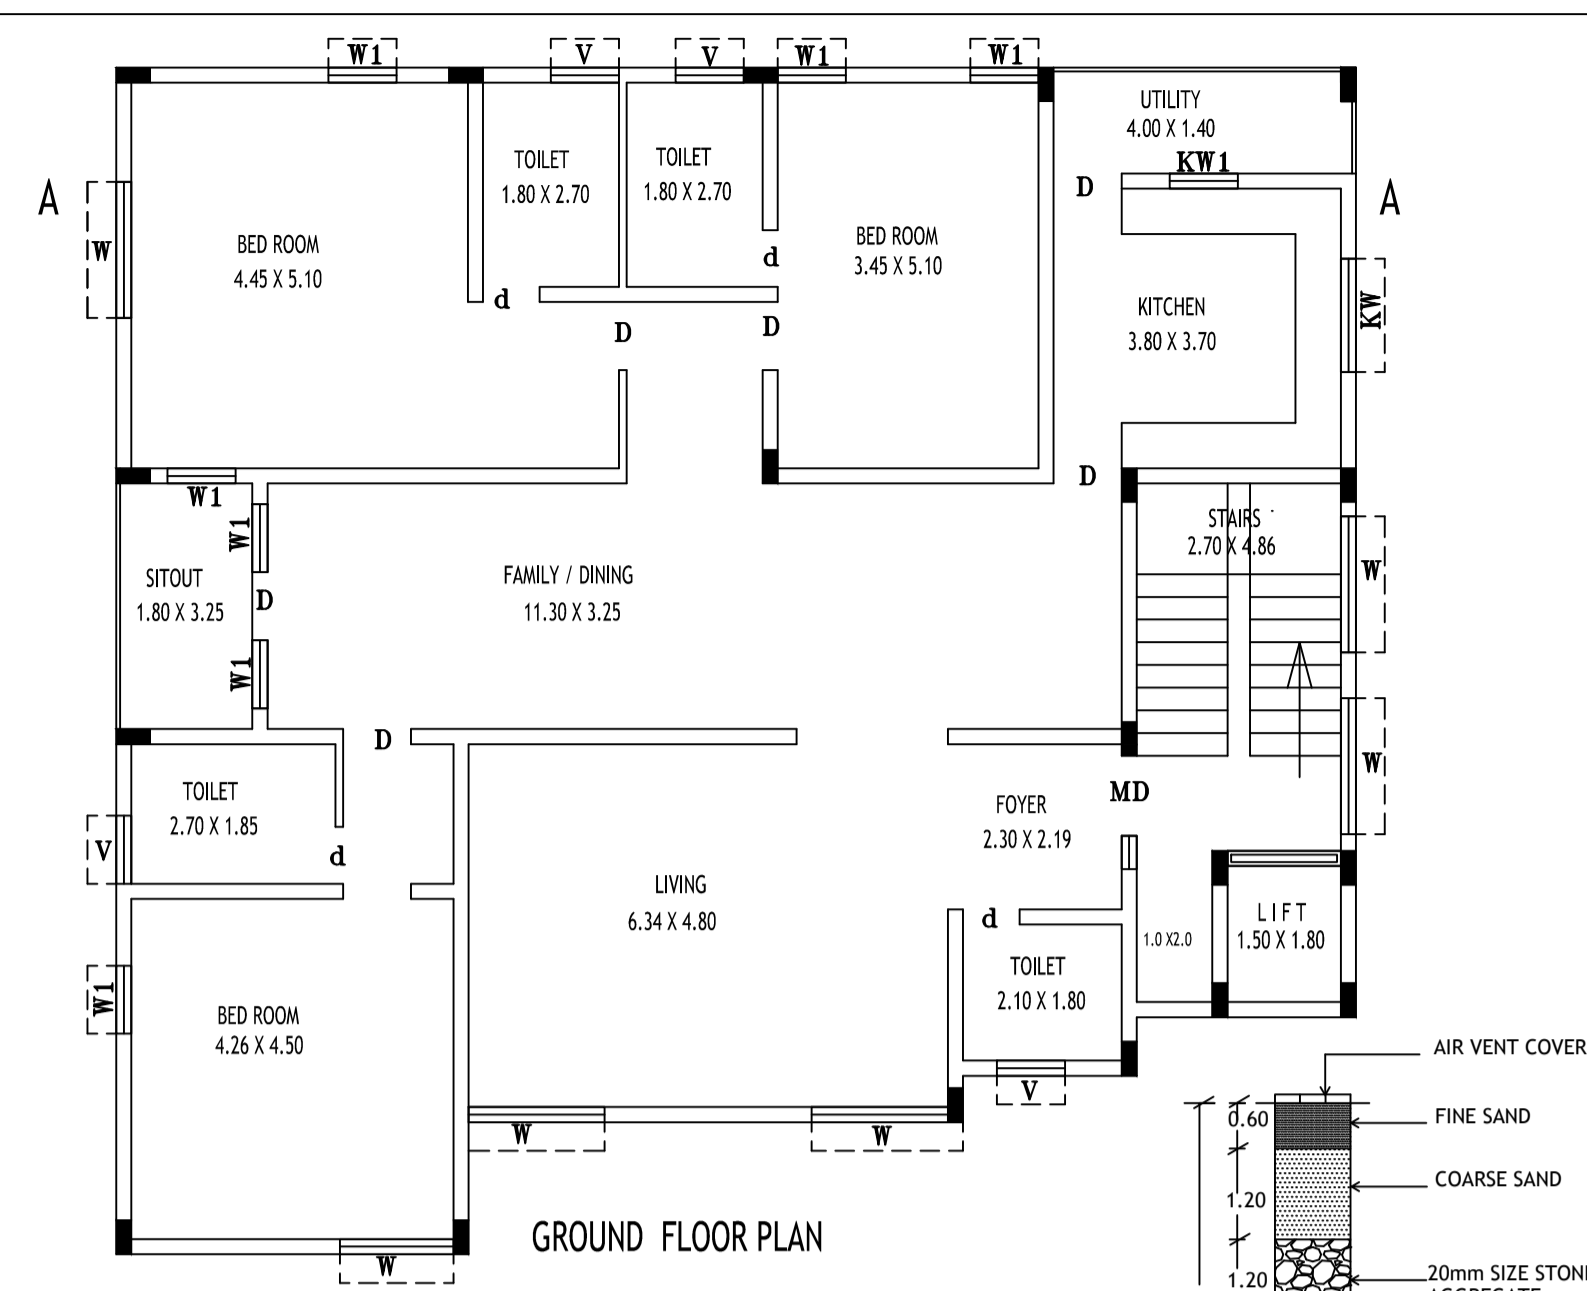 W1
V
V
W1
W1
UTILITY
4.00 X 1.40
KW1
TOILET
1.80 X 2.70
TOILET
1.80 X 2.70
D
A
A
W
BED ROOM
4.45 X 5.10
d
BED ROOM
3.45 X 5.10
d
D
D
KITCHEN
3.80 X 3.70
KW
W1
D
W1
STAIRS
2.70 X 4.86
SITOUT
1.80 X 3.25
D
FAMILY / DINING
11.30 X 3.25
W
W1
D
W
MD
TOILET
2.70 X 1.85
V
d
FOYER
2.30 X 2.19
LIVING
6.34 X 4.80
d
1.0 X2.0
LIFT
1.50 X 1.80
TOILET
2.10 X 1.80
W1
BED ROOM
4.26 X 4.50
V
W
W
W
GROUND FLOOR PLAN
AIR VENT COVER
0.60
FINE SAND
1.20
COARSE SAND
1.20
20mm SIZE STON